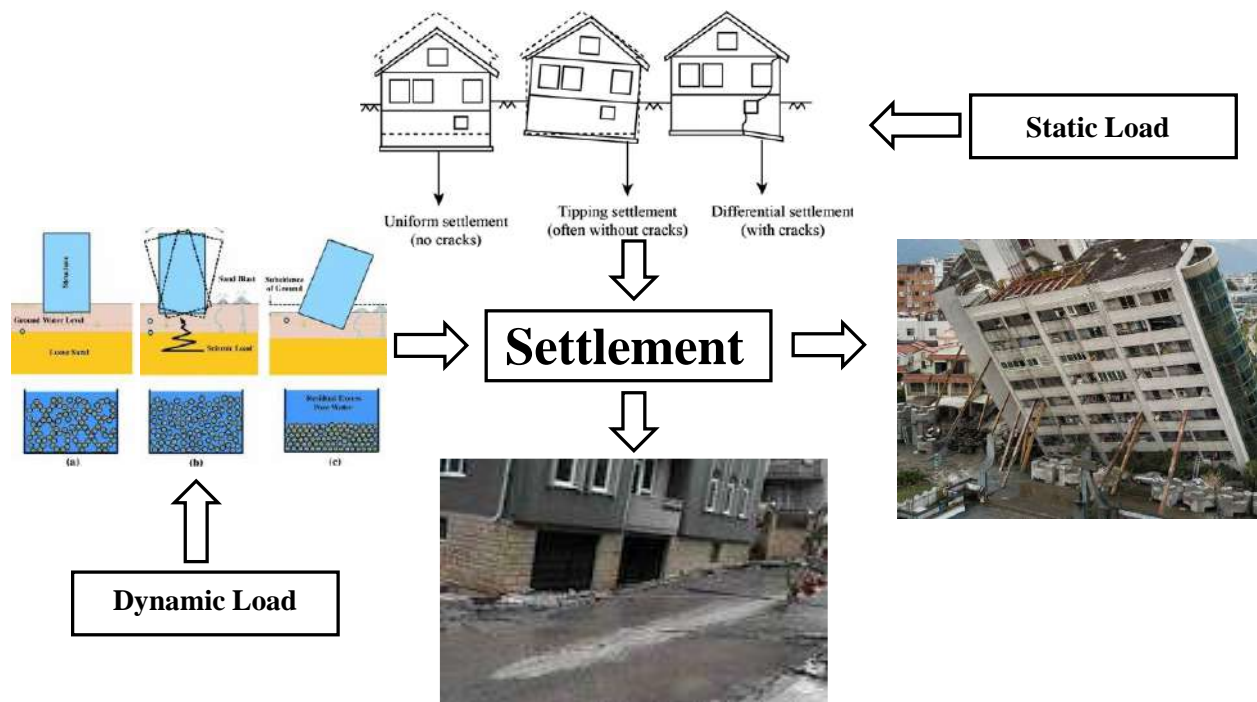 Static Load
Uniform settlement
(no cracks)
Tipping settlement
(often without cracks)
Differential settlement
(with cracks)
Structure
Sand Blast
Subsidence
of Ground
Ground Water Level
Loose Sand
Seismic Load
Residual Excess
Pore Water
(a)
(b)
(c)
Settlement
Dynamic Load